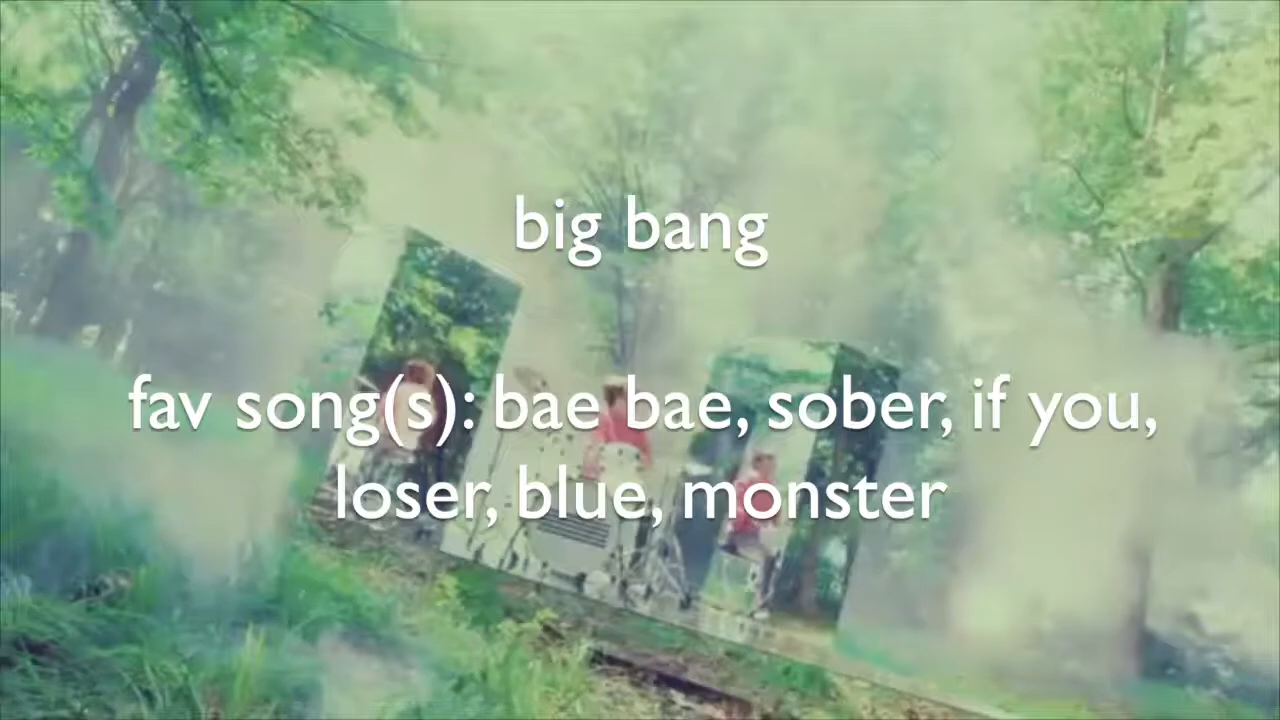 big bang
fav song(s): bae bae, sober, if you,
loser, blue, monster